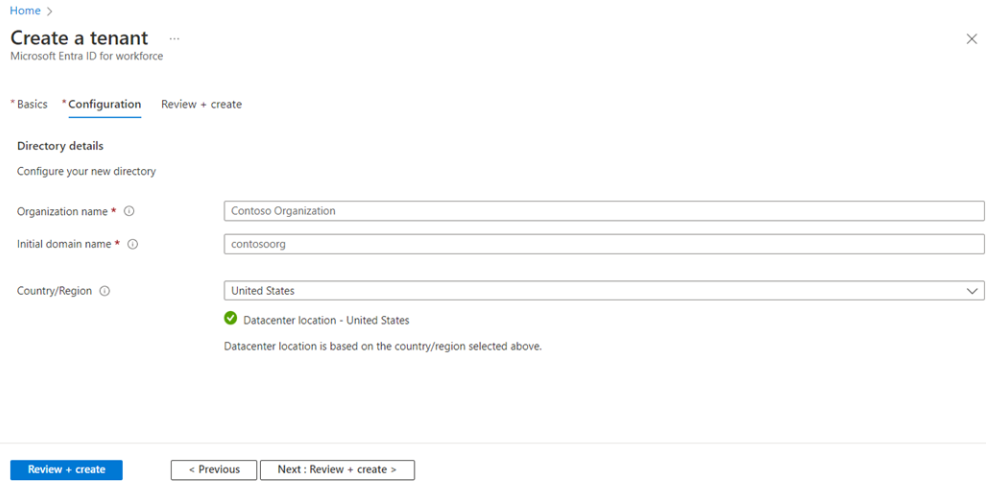 Home >
Create a tenant ...
Microsoft Entra ID for workforce
* Basics * Configuration Review + create
Directory details
Configure your new directory
Organization name * Contoso Organization
Initial domain name * contosoorg
Country/Region United States
Datacenter location - United States
Datacenter location is based on the country/region selected above.
Review + create < Previous Next : Review + create >